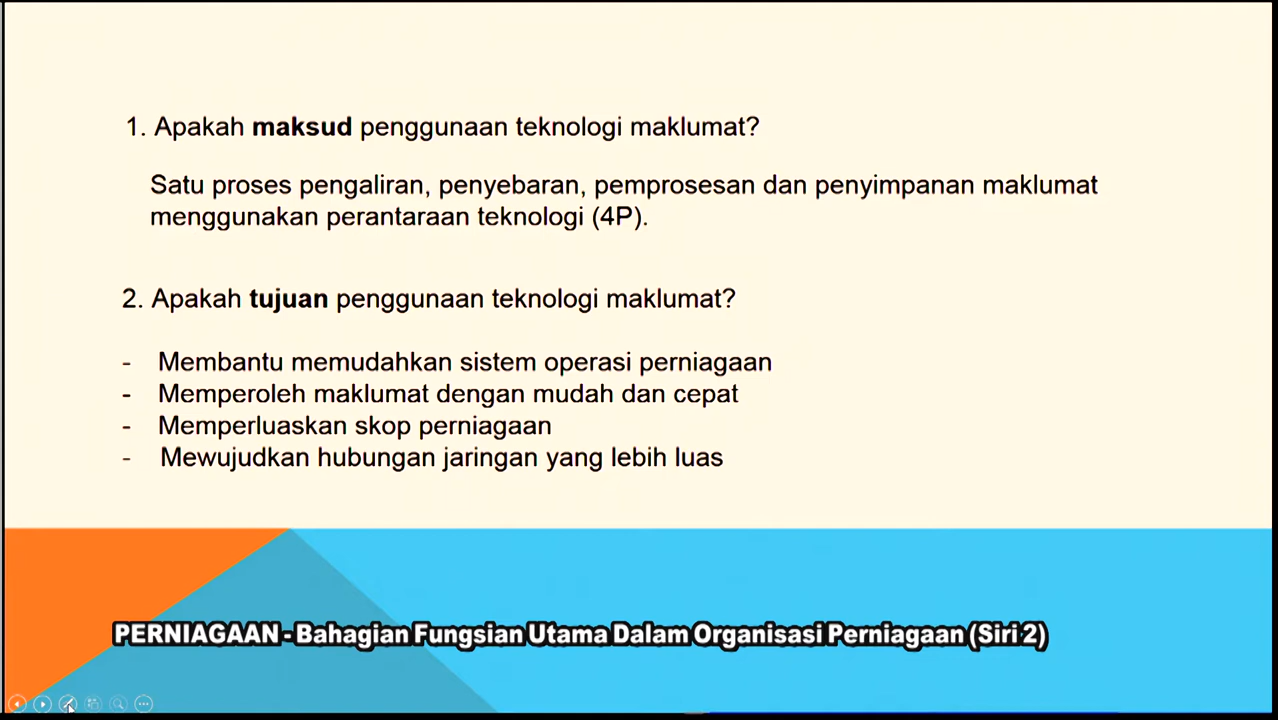 1. Apakah maksud penggunaan teknologi maklumat?
Satu proses pengaliran, penyebaran, pemprosesan dan penyimpanan maklumat
menggunakan perantaraan teknologi (4P).
2. Apakah tujuan penggunaan teknologi maklumat?
- Membantu memudahkan sistem operasi perniagaan
- Memperoleh maklumat dengan mudah dan cepat
- Memperluaskan skop perniagaan
- Mewujudkan hubungan jaringan yang lebih luas
PERNIAGAAN - Bahagian Fungsian Utama Dalam Organisasi Perniagaan (Siri 2)